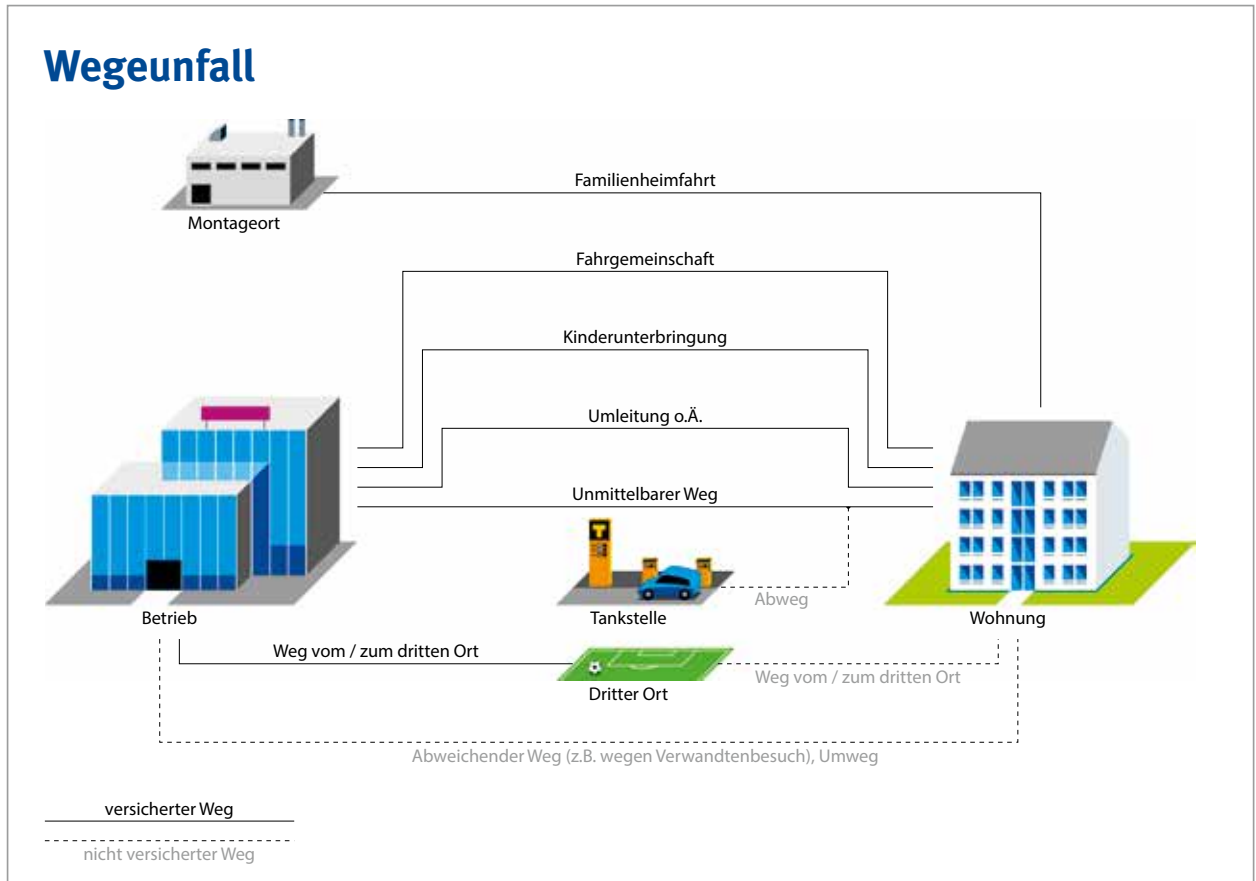 Wegeunfall
Familienheimfahrt
Montageort
Fahrgemeinschaft
Kinderunterbringung
Umleitung o.Ä.
Unmittelbarer Weg
T
Abweg
Betrieb
Tankstelle
Wohnung
Weg vom / zum dritten Ort
Weg vom / zum dritten Ort
Dritter Ort
Abweichender Weg (z.B. wegen Verwandtenbesuch), Umweg
versicherter Weg
nicht versicherter Weg